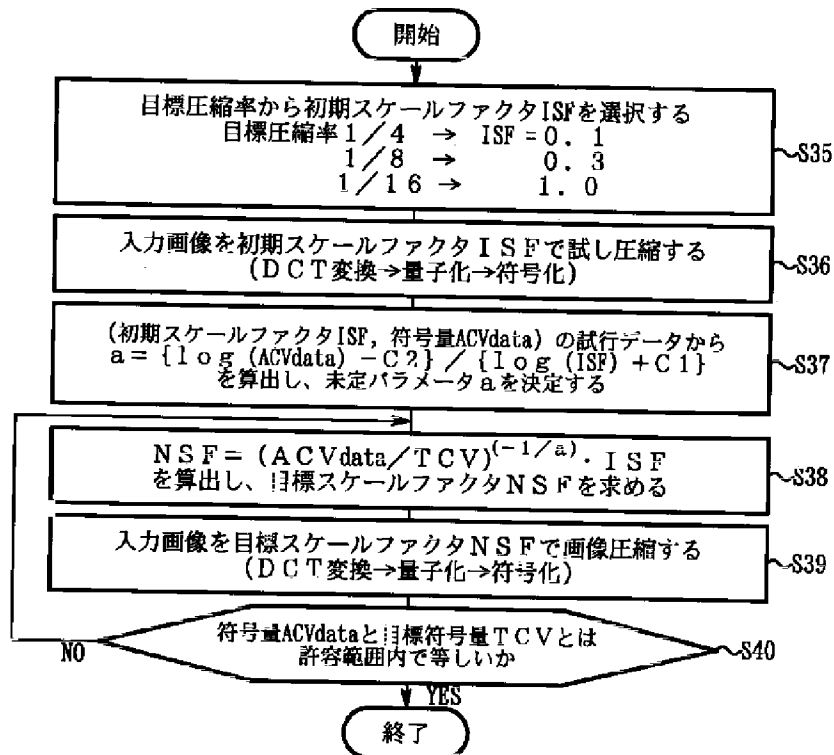 開始
目標圧縮率から初期スケールファクタISFを選択する
目標圧縮率1/4 → ISF=0.1
1/8 → 0.3
1/16 → 1.0
S35
入力画像を初期スケールファクタISFで試し圧縮する
(DCT変換→量子化→符号化)
S36
(初期スケールファクタISF, 符号量ACVdata)の試行データから
a={log(ACVdata)-C2}/{log(ISF)+C1}
を算出し、未定パラメータaを決定する
S37
NSF=(ACVdata/TCV)^(-1/a)・ISF
を算出し、目標スケールファクタNSFを求める
S38
入力画像を目標スケールファクタNSFで画像圧縮する
(DCT変換→量子化→符号化)
S39
符号量ACVdataと目標符号量TCVとは
許容範囲内で等しいか
S40
NO
YES
終了